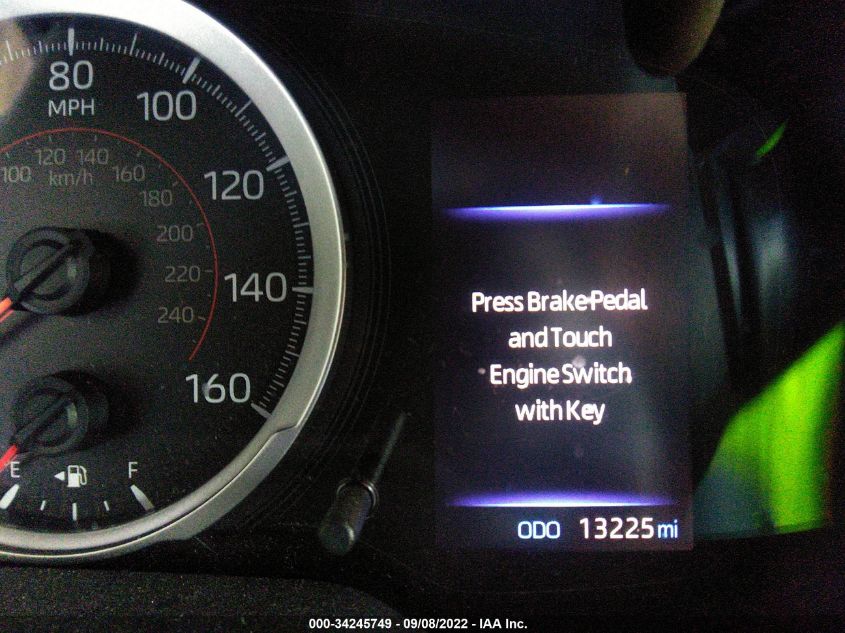 80
MPH
100
120
140
160
100
120
140
160
180
200
220
240
km/h
E
F
Press Brake Pedal
and Touch
Engine Switch
with Key
ODO 13225 mi
000-34245749 - 09/08/2022 - IAA Inc.